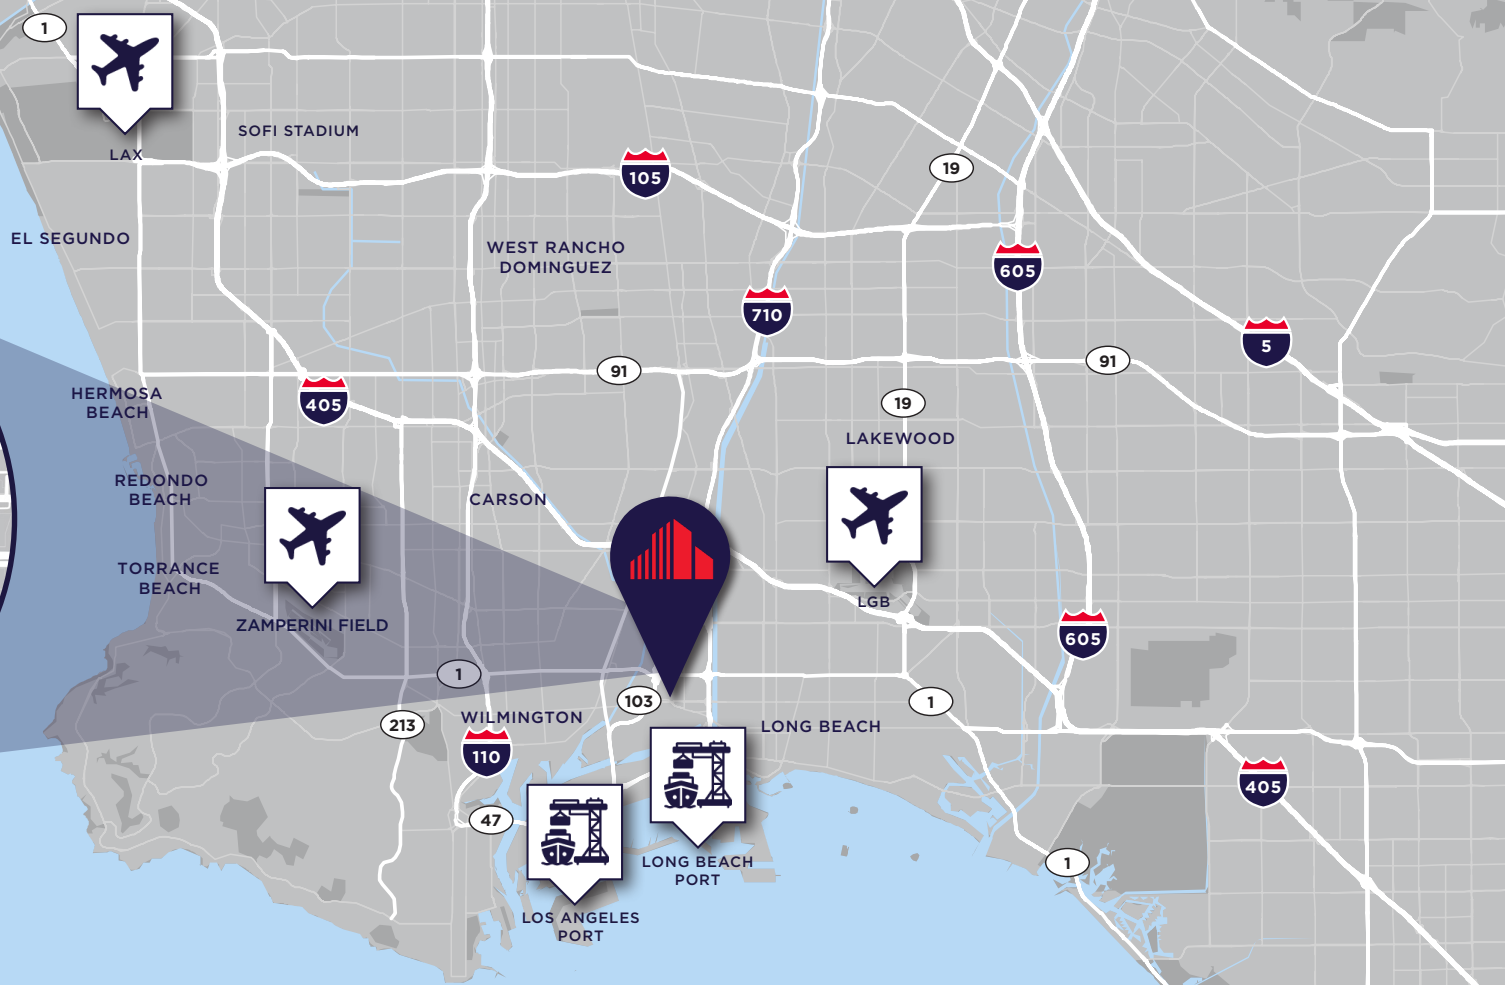 1
LAX
SOFI STADIUM
105
19
EL SEGUNDO
WEST RANCHO
DOMINGUEZ
605
710
5
91
91
HERMOSA
BEACH
405
19
LAKEWOOD
REDONDO
BEACH
CARSON
TORRANCE
BEACH
LGB
ZAMPERINI FIELD
605
1
103
1
WILMINGTON
213
LONG BEACH
110
405
47
LONG BEACH
PORT
1
LOS ANGELES
PORT